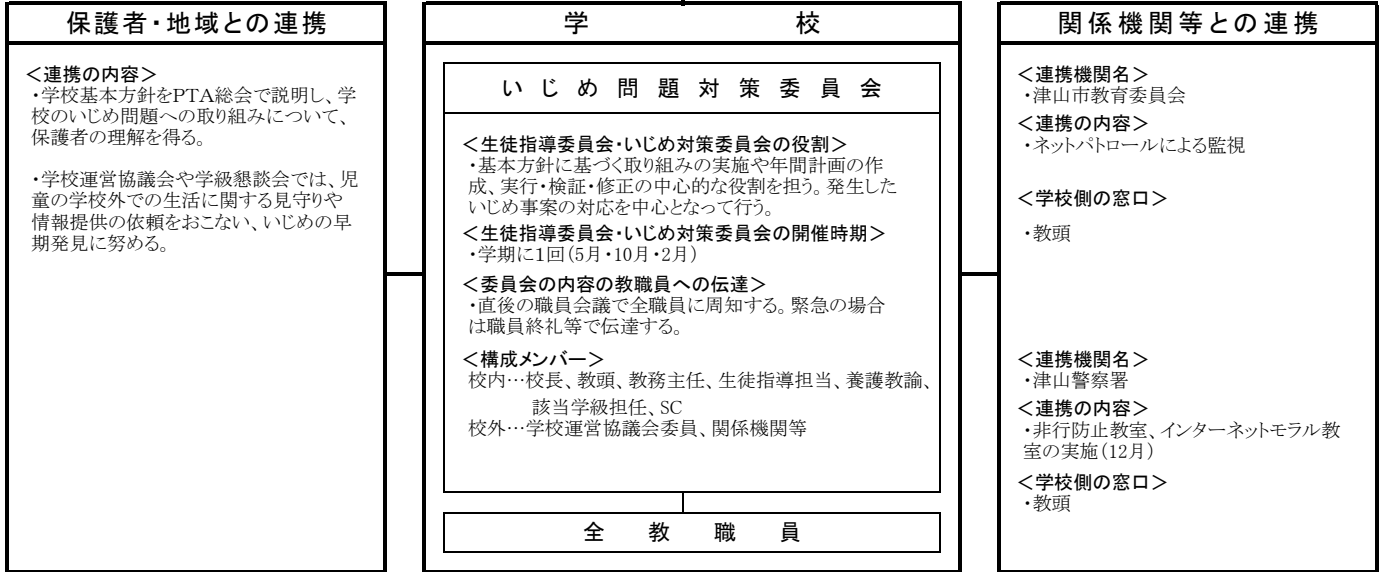 保護者・地域との連携
＜連携の内容＞
・学校基本方針をPTA総会で説明し、学
校のいじめ問題への取り組みについて、
保護者の理解を得る。
・学校運営協議会や学級懇談会では、児
童の学校外での生活に関する見守りや
情報提供の依頼をおこない、いじめの早
期発見に努める。
学校
いじめ問題対策委員会
＜生徒指導委員会・いじめ対策委員会の役割＞
・基本方針に基づく取り組みの実施や年間計画の作
成、実行・検証・修正の中心的な役割を担う。発生した
いじめ事案の対応を中心となって行う。
＜生徒指導委員会・いじめ対策委員会の開催時期＞
・学期に1回（5月・10月・2月）
＜委員会の内容の教職員への伝達＞
・直後の職員会議で全職員に周知する。緊急の場合
は職員終礼等で伝達する。
＜構成メンバー＞
校内…校長、教頭、教務主任、生徒指導担当、養護教諭、
該当学級担任、SC
校外…学校運営協議会委員、関係機関等
全教職員
関係機関等との連携
＜連携機関名＞
・津山市教育委員会
＜連携の内容＞
・ネットパトロールによる監視
＜学校側の窓口＞
・教頭
＜連携機関名＞
・津山警察署
＜連携の内容＞
・非行防止教室、インターネットモラル教
室の実施（12月）
＜学校側の窓口＞
・教頭